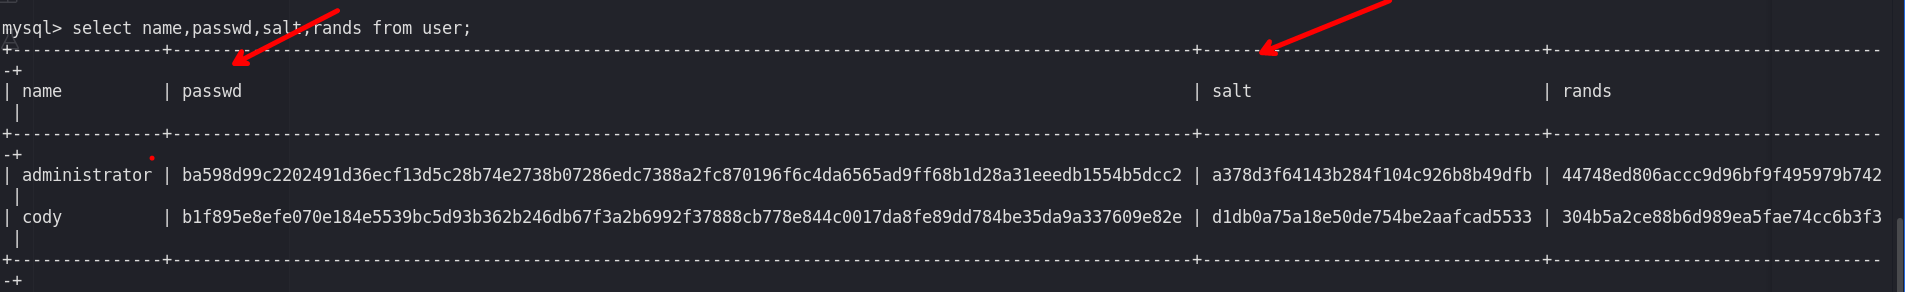 mysql> select name,passwd,salt,rands from user;
+---------------+------------------------------------------------------------------------------------------------------+----------------------------------+--------------------------------
-+
| name          | passwd                                                                                               | salt                             | rands
 |
+---------------+------------------------------------------------------------------------------------------------------+----------------------------------+--------------------------------
-+
| administrator | ba598d99c2202491d36ecf13d5c28b74e2738b07286edc7388a2fc870196f6c4da6565ad9ff68b1d28a31eeedb1554b5dcc2 | a378d3f64143b284f104c926b8b49dfb | 44748ed806accc9d96bf9f495979b742
 |
| cody          | b1f895e8efe070e184e5539bc5d93b362b246db67f3a2b6992f37888cb778e844c0017da8fe89dd784be35da9a337609e82e | d1db0a75a18e50de754be2aafcad5533 | 304b5a2ce88b6d989ea5fae74cc6b3f3
 |
+---------------+------------------------------------------------------------------------------------------------------+----------------------------------+--------------------------------
-+